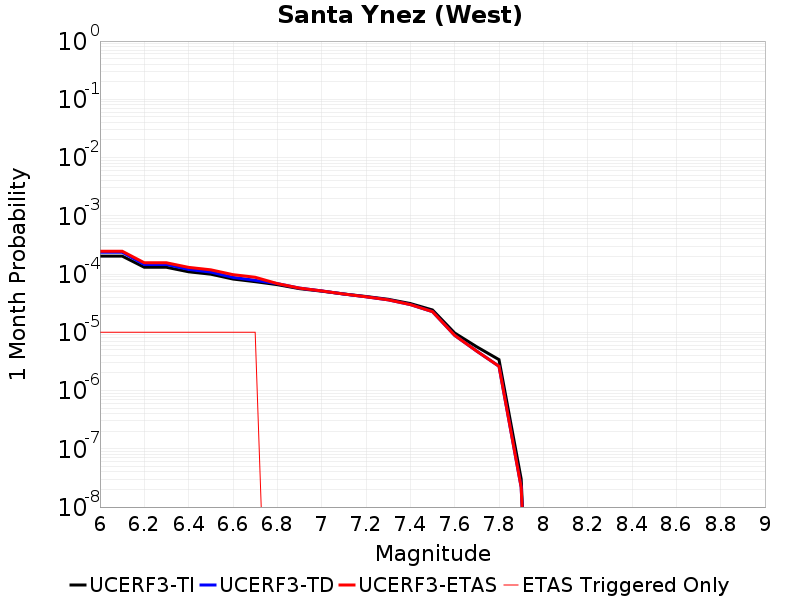 Santa Ynez (West)
1 Month Probability
10^0
10^-1
10^-2
10^-3
10^-4
10^-5
10^-6
10^-7
10^-8
6 6.2 6.4 6.6 6.8 7 7.2 7.4 7.6 7.8 8 8.2 8.4 8.6 8.8 9
Magnitude
UCERF3-TI UCERF3-TD UCERF3-ETAS ETAS Triggered Only